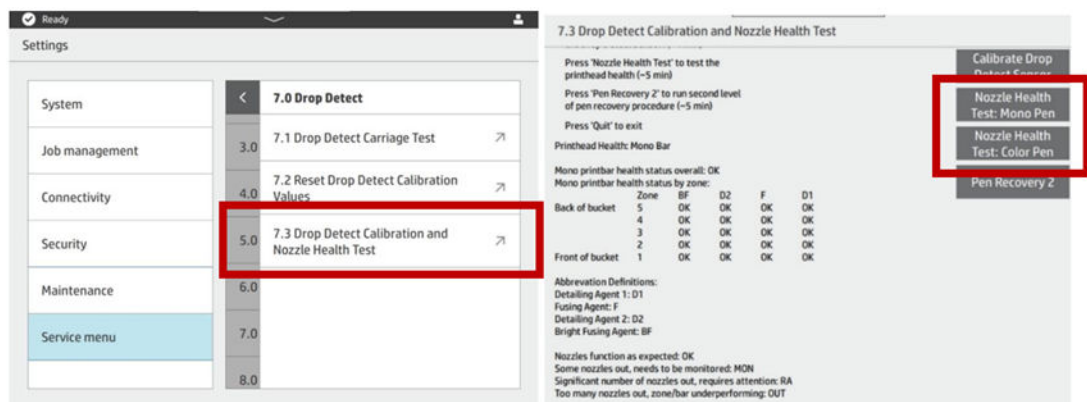 Ready
Settings
System
Job management
Connectivity
Security
Maintenance
Service menu
7.0 Drop Detect
3.0
4.0
5.0
6.0
7.0
8.0
7.1 Drop Detect Carriage Test
7.2 Reset Drop Detect Calibration
Values
7.3 Drop Detect Calibration and
Nozzle Health Test
7.3 Drop Detect Calibration and Nozzle Health Test
Press 'Nozzle Health Test' to test the
printhead health (~5 min)
Press 'Pen Recovery 2' to run second level
of pen recovery procedure (~5 min)
Press 'Quit' to exit
Printhead Health: Mono Bar
Mono printbar health status overall: OK
Mono printbar health status by zone:
Zone BF D2 F D1
Back of bucket 5 OK OK OK OK
4 OK OK OK OK
3 OK OK OK OK
2 OK OK OK OK
Front of bucket 1 OK OK OK OK
Abbrevation Definitions:
Detailing Agent 1: D1
Fusing Agent: F
Detailing Agent 2: D2
Bright Fusing Agent: BF
Nozzles function as expected: OK
Some nozzles out, needs to be monitored: MON
Significant number of nozzles out, requires attention: RA
Too many nozzles out, zone/bar underperforming: OUT
Calibrate Drop
Detect Sensor
Nozzle Health
Test: Mono Pen
Nozzle Health
Test: Color Pen
Pen Recovery 2